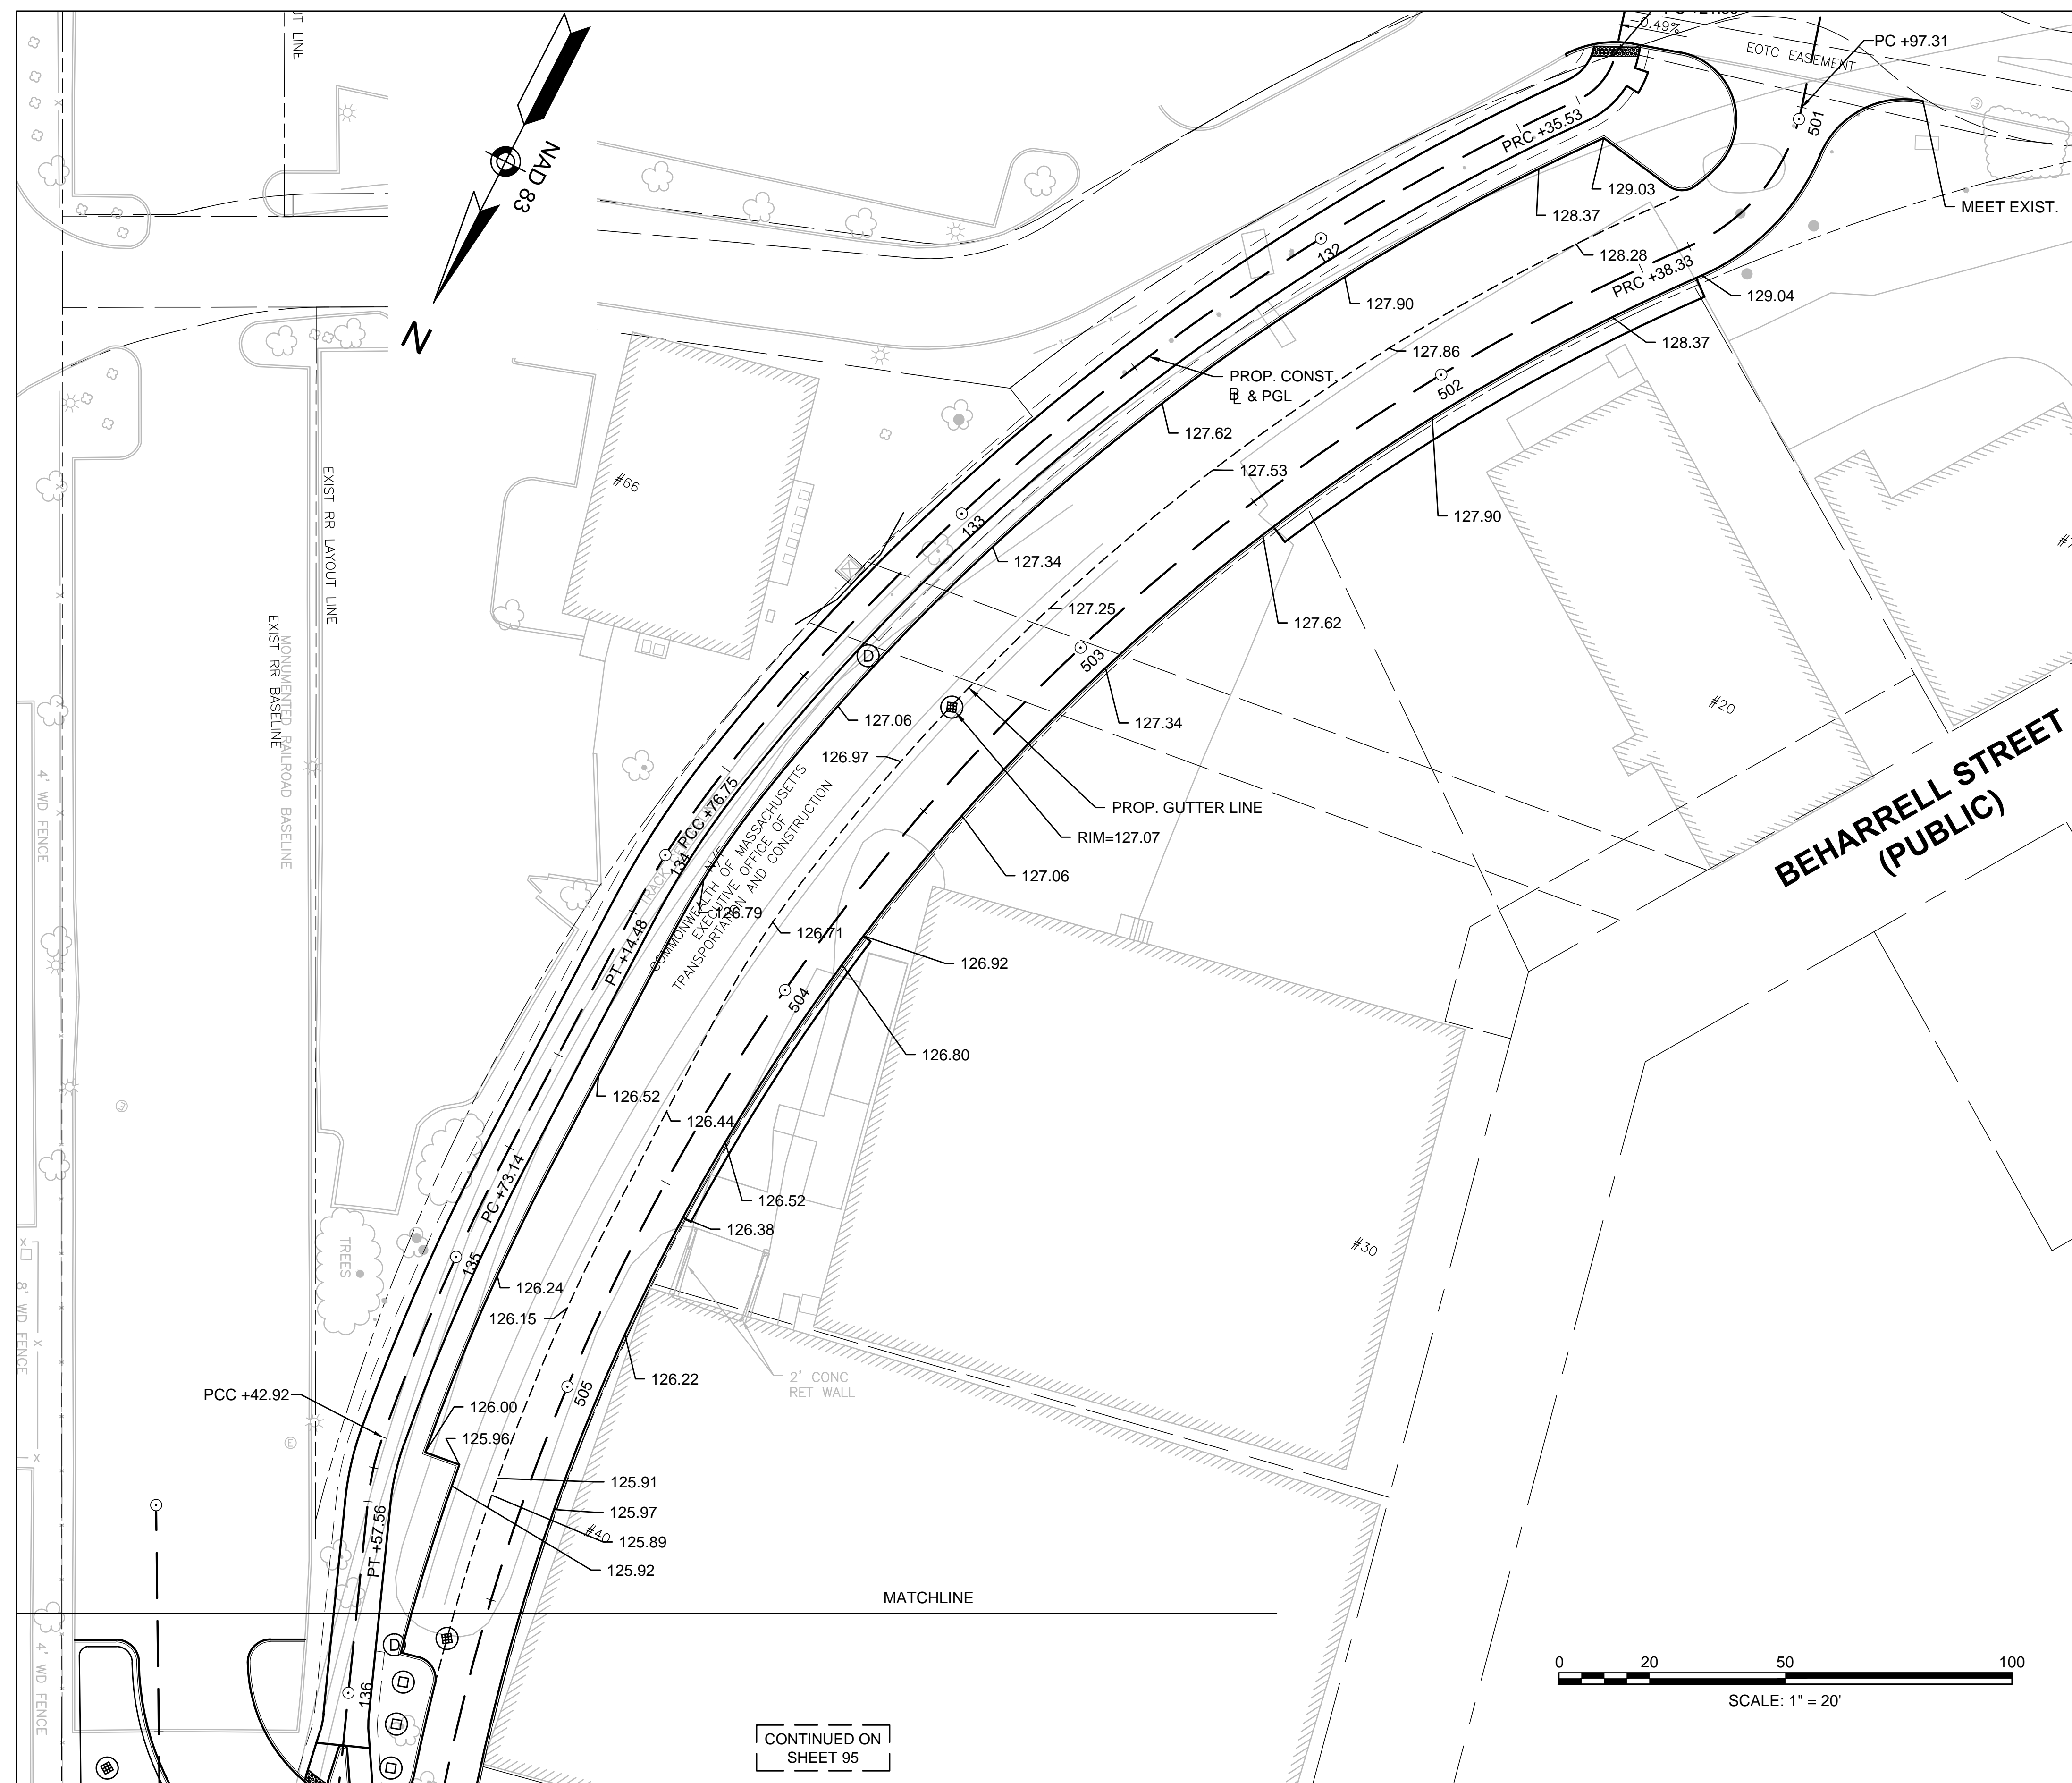 UT LINE
0.49%
EOTC EASEMENT
PC +97.31
501
PRC +35.53
NAD 83
N
129.03
128.37
MEET EXIST.
132
128.28
PRC +38.33
127.90
129.04
127.86
128.37
502
PROP. CONST.
BL & PGL
127.62
EXIST RR LAYOUT LINE
#66
127.53
127.90
133
127.34
127.25
127.62
EXIST RR BASELINE
MONUMENTED RAILROAD BASELINE
D
503
#20
127.06
127.34
BEHARRELL STREET
(PUBLIC)
126.97
4' WD FENCE
PROP. GUTTER LINE
RIM=127.07
PCC +76.75
134
127.06
N/F
COMMONWEALTH OF MASSACHUSETTS
EXECUTIVE OFFICE OF
TRANSPORTATION AND CONSTRUCTION
126.79
126.71
PT +14.48
126.92
504
126.80
126.52
126.44
PC +73.14
126.52
126.38
TREES
#30
135
126.24
126.15
8' WD FENCE
2' CONC
RET WALL
126.22
505
PCC +42.92
126.00
125.96
125.91
125.97
#40
125.89
125.92
PT +57.56
MATCHLINE
D
4' WD FENCE
136
0 20 50 100
SCALE: 1" = 20'
CONTINUED ON
SHEET 95